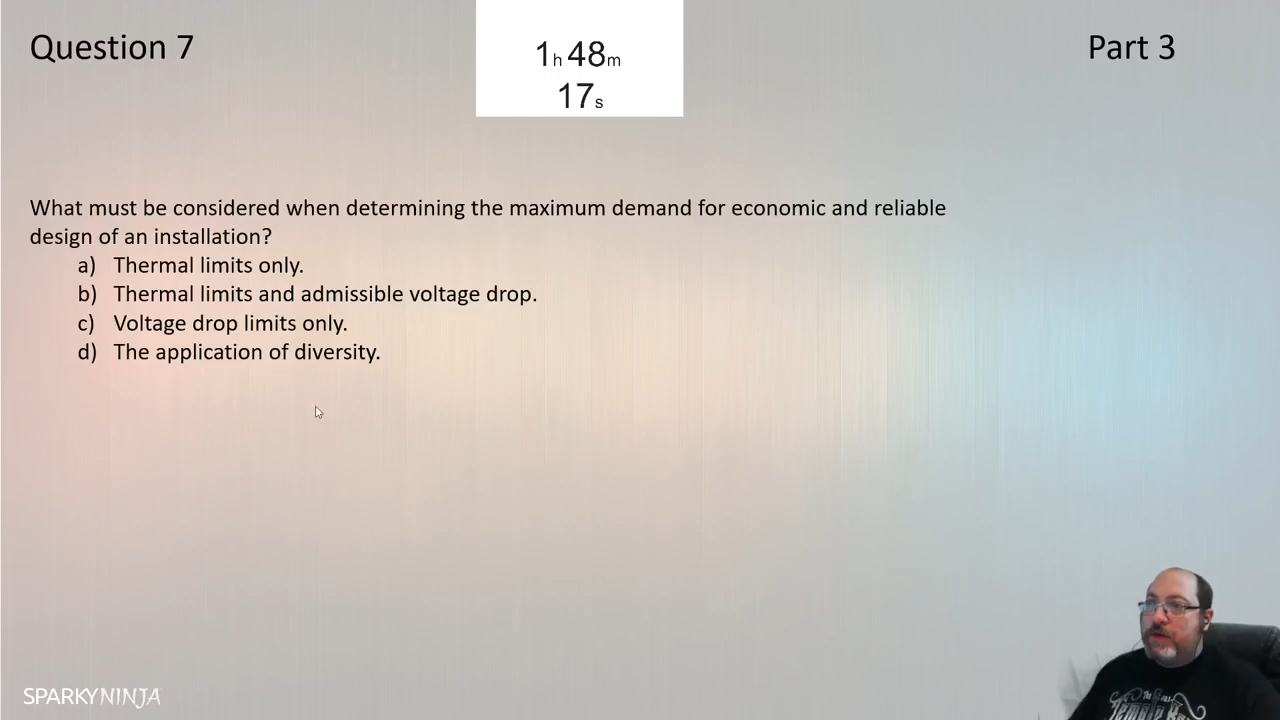 Question 7
1h 48m
17s
Part 3
What must be considered when determining the maximum demand for economic and reliable
design of an installation?
a) Thermal limits only.
b) Thermal limits and admissible voltage drop.
c) Voltage drop limits only.
d) The application of diversity.
SPARKYNINJA